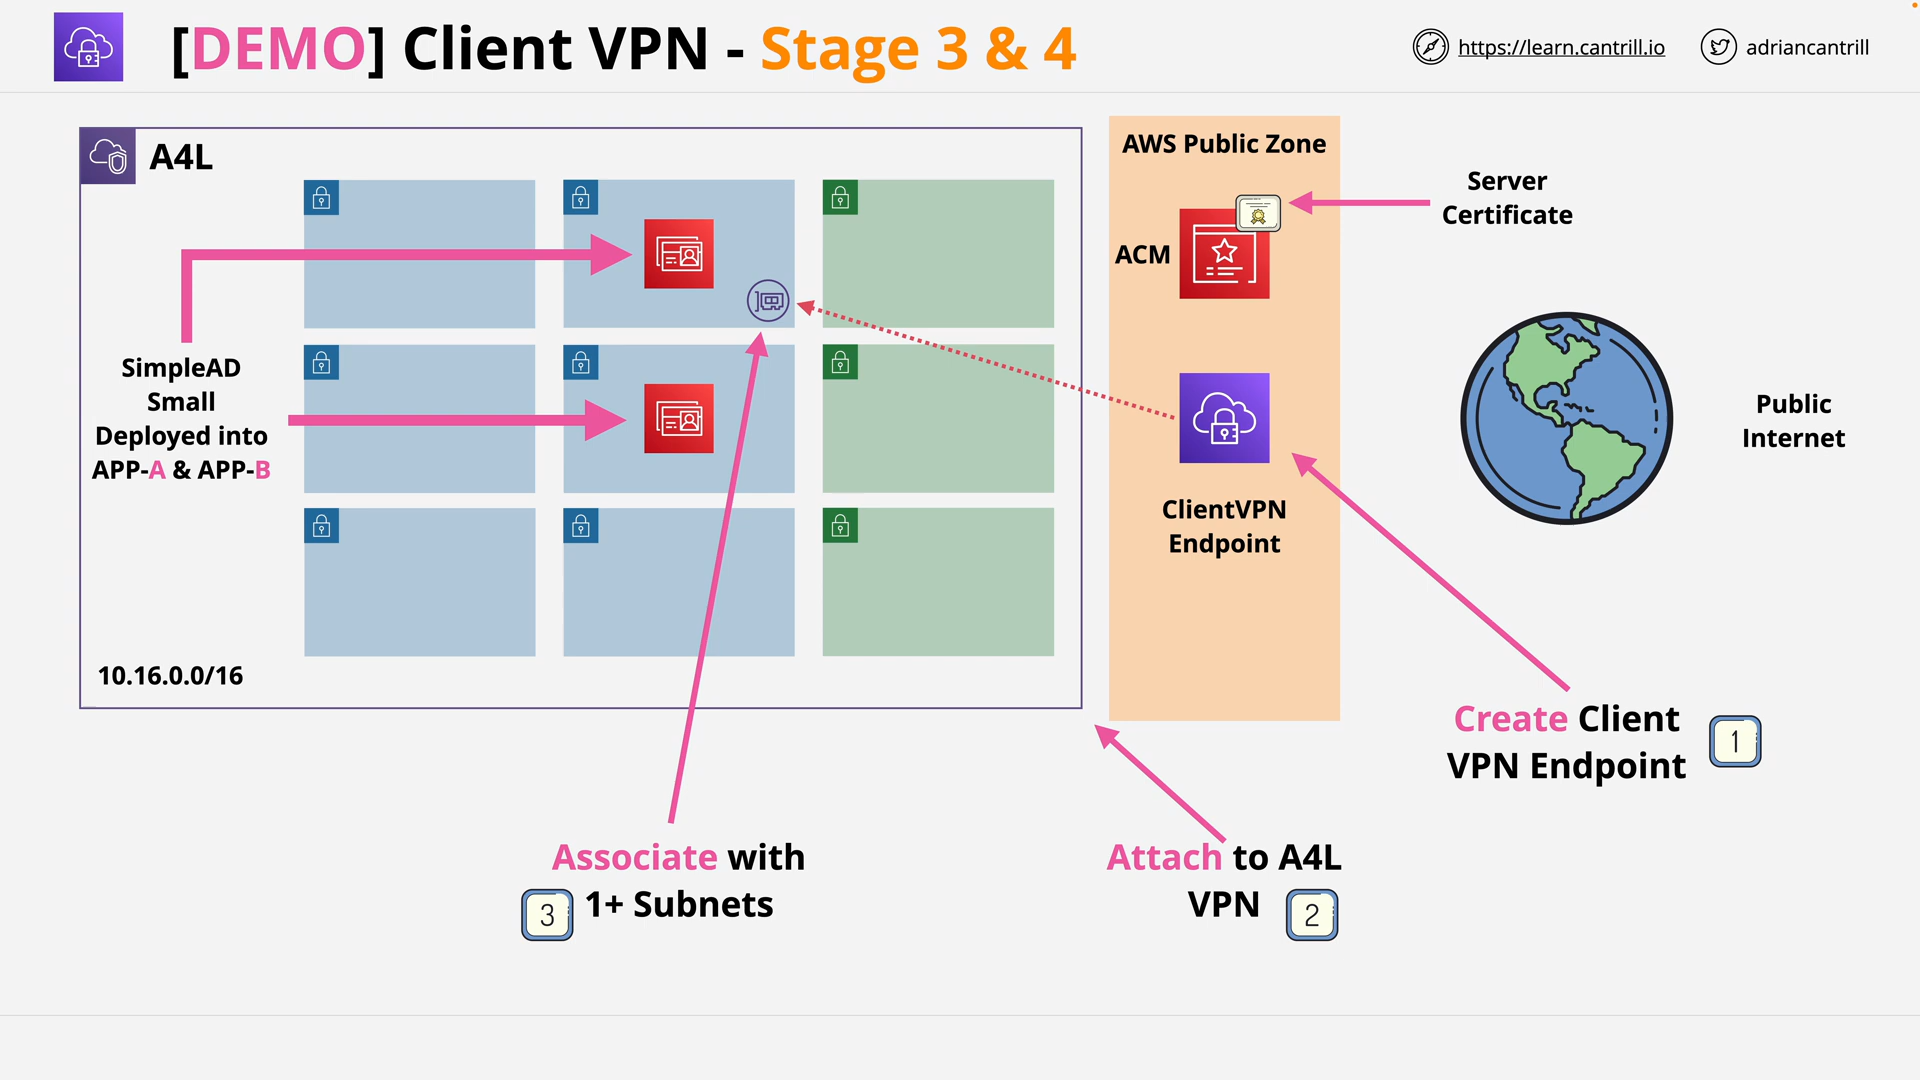 [DEMO] Client VPN - Stage 3 & 4
https://learn.cantrill.io
adriancantrill
A4L
SimpleAD
Small
Deployed into
APP-A & APP-B
10.16.0.0/16
AWS Public Zone
ACM
Server
Certificate
ClientVPN
Endpoint
Public
Internet
Create Client
VPN Endpoint
1
Attach to A4L
VPN
2
Associate with
1+ Subnets
3